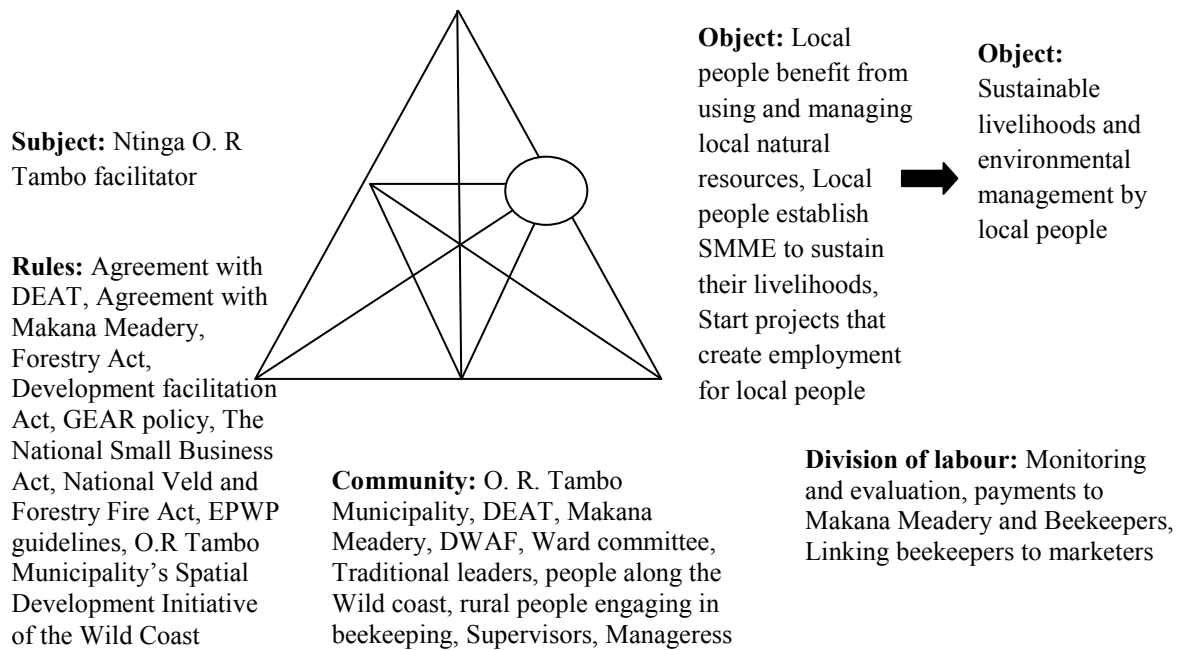 Subject: Ntinga O. R
Tambo facilitator
Rules: Agreement with
DEAT, Agreement with
Makana Meadery,
Forestry Act,
Development facilitation
Act, GEAR policy, The
National Small Business
Act, National Veld and
Forestry Fire Act, EPWP
guidelines, O.R Tambo
Municipality’s Spatial
Development Initiative
of the Wild Coast
Object: Local
people benefit from
using and managing
local natural
resources, Local
people establish
SMME to sustain
their livelihoods,
Start projects that
create employment
for local people
Object:
Sustainable
livelihoods and
environmental
management by
local people
Community: O. R. Tambo
Municipality, DEAT, Makana
Meadery, DWAF, Ward committee,
Traditional leaders, people along the
Wild coast, rural people engaging in
beekeeping, Supervisors, Manageress
Division of labour: Monitoring
and evaluation, payments to
Makana Meadery and Beekeepers,
Linking beekeepers to marketers